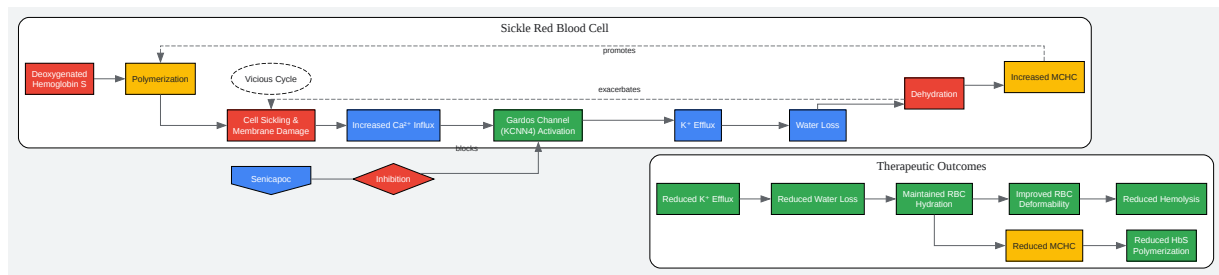 Sickle Red Blood Cell
promotes
Deoxygenated
Hemoglobin S
Polymerization
Vicious Cycle
Increased MCHC
exacerbates
Dehydration
Cell Sickling &
Membrane Damage
Increased Ca²⁺ Influx
Gardos Channel
(KCNN4) Activation
K⁺ Efflux
Water Loss
blocks
Senicapoc
Inhibition
Therapeutic Outcomes
Reduced K⁺ Efflux
Reduced Water Loss
Maintained RBC
Hydration
Improved RBC
Deformability
Reduced Hemolysis
Reduced MCHC
Reduced HbS
Polymerization